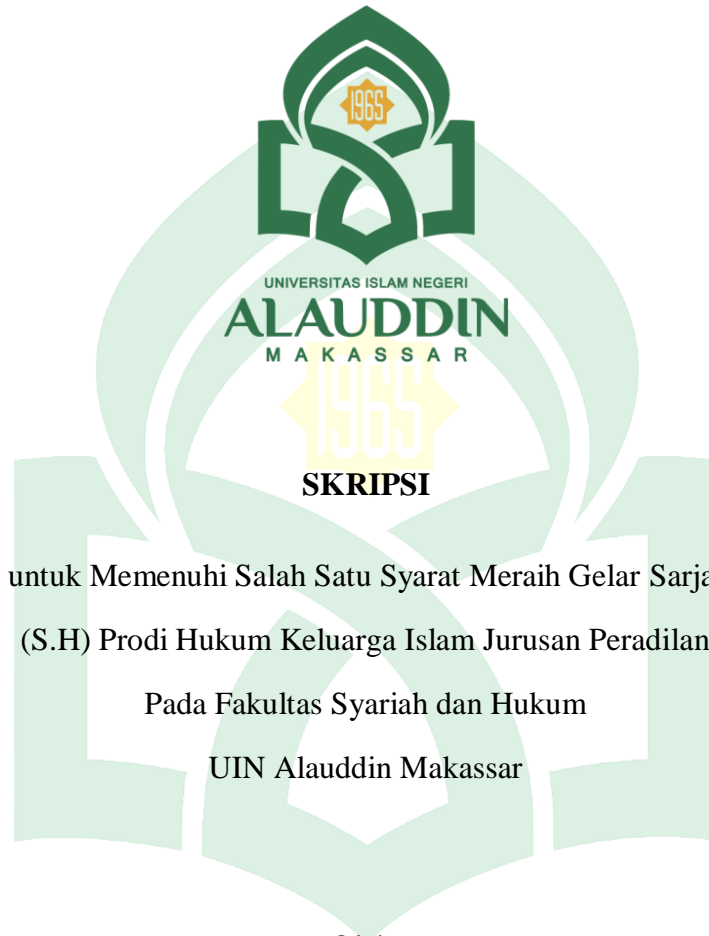 1965
UNIVERSITAS ISLAM NEGERI
ALAUDDIN
MAKASSAR
1965
SKRIPSI
untuk Memenuhi Salah Satu Syarat Meraih Gelar
(S.H) Prodi Hukum Keluarga Islam Jurusan Peradilan
Pada Fakultas Syariah dan Hukum
UIN Alauddin Makassar